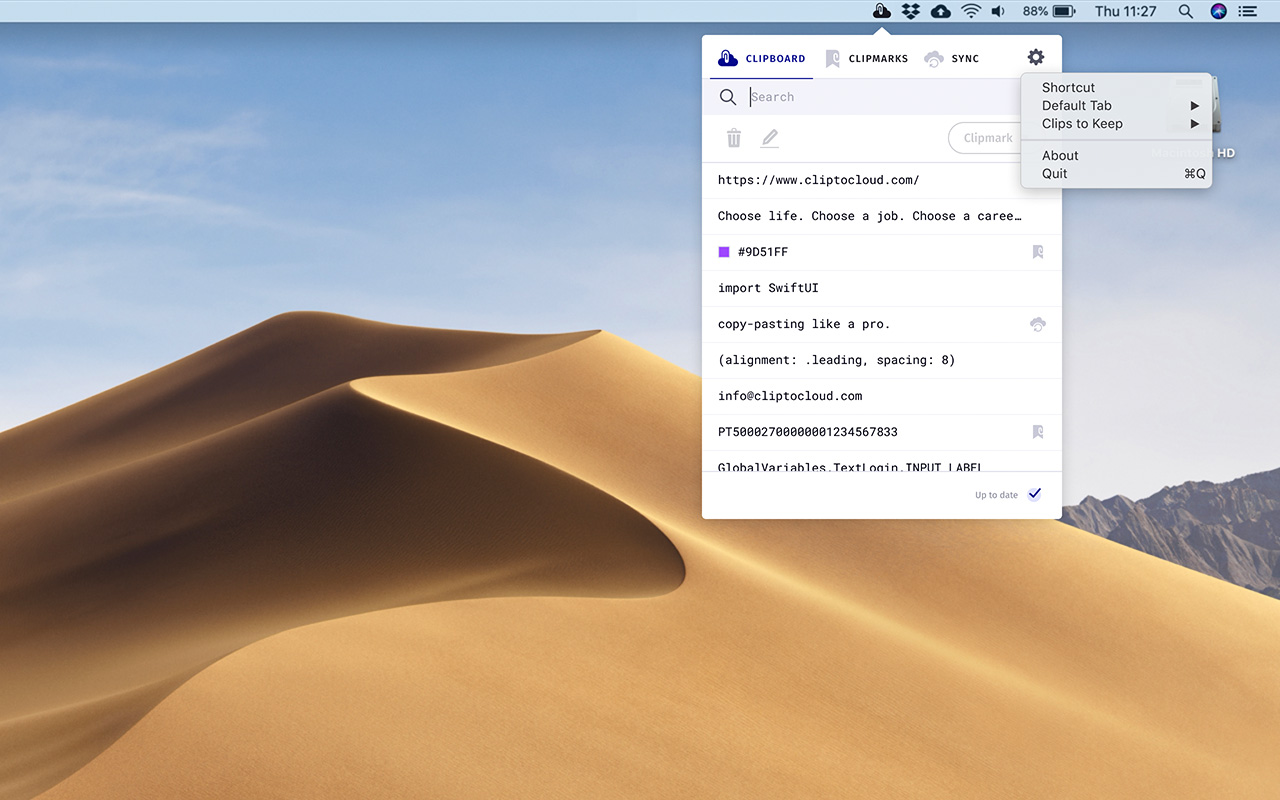 88%
Thu 11:27
CLIPBOARD
CLIPMARKS
SYNC
Search
Clipmark
Shortcut
Default Tab
Clips to Keep
About
Quit ⌘Q
HD
https://www.cliptocloud.com/
Choose life. Choose a job. Choose a caree…
#9D51FF
import SwiftUI
copy-pasting like a pro.
(alignment: .leading, spacing: 8)
info@cliptocloud.com
PT50002700000001234567833
GlobalVariables.TextLogin.INPUT_LABEL
Up to date